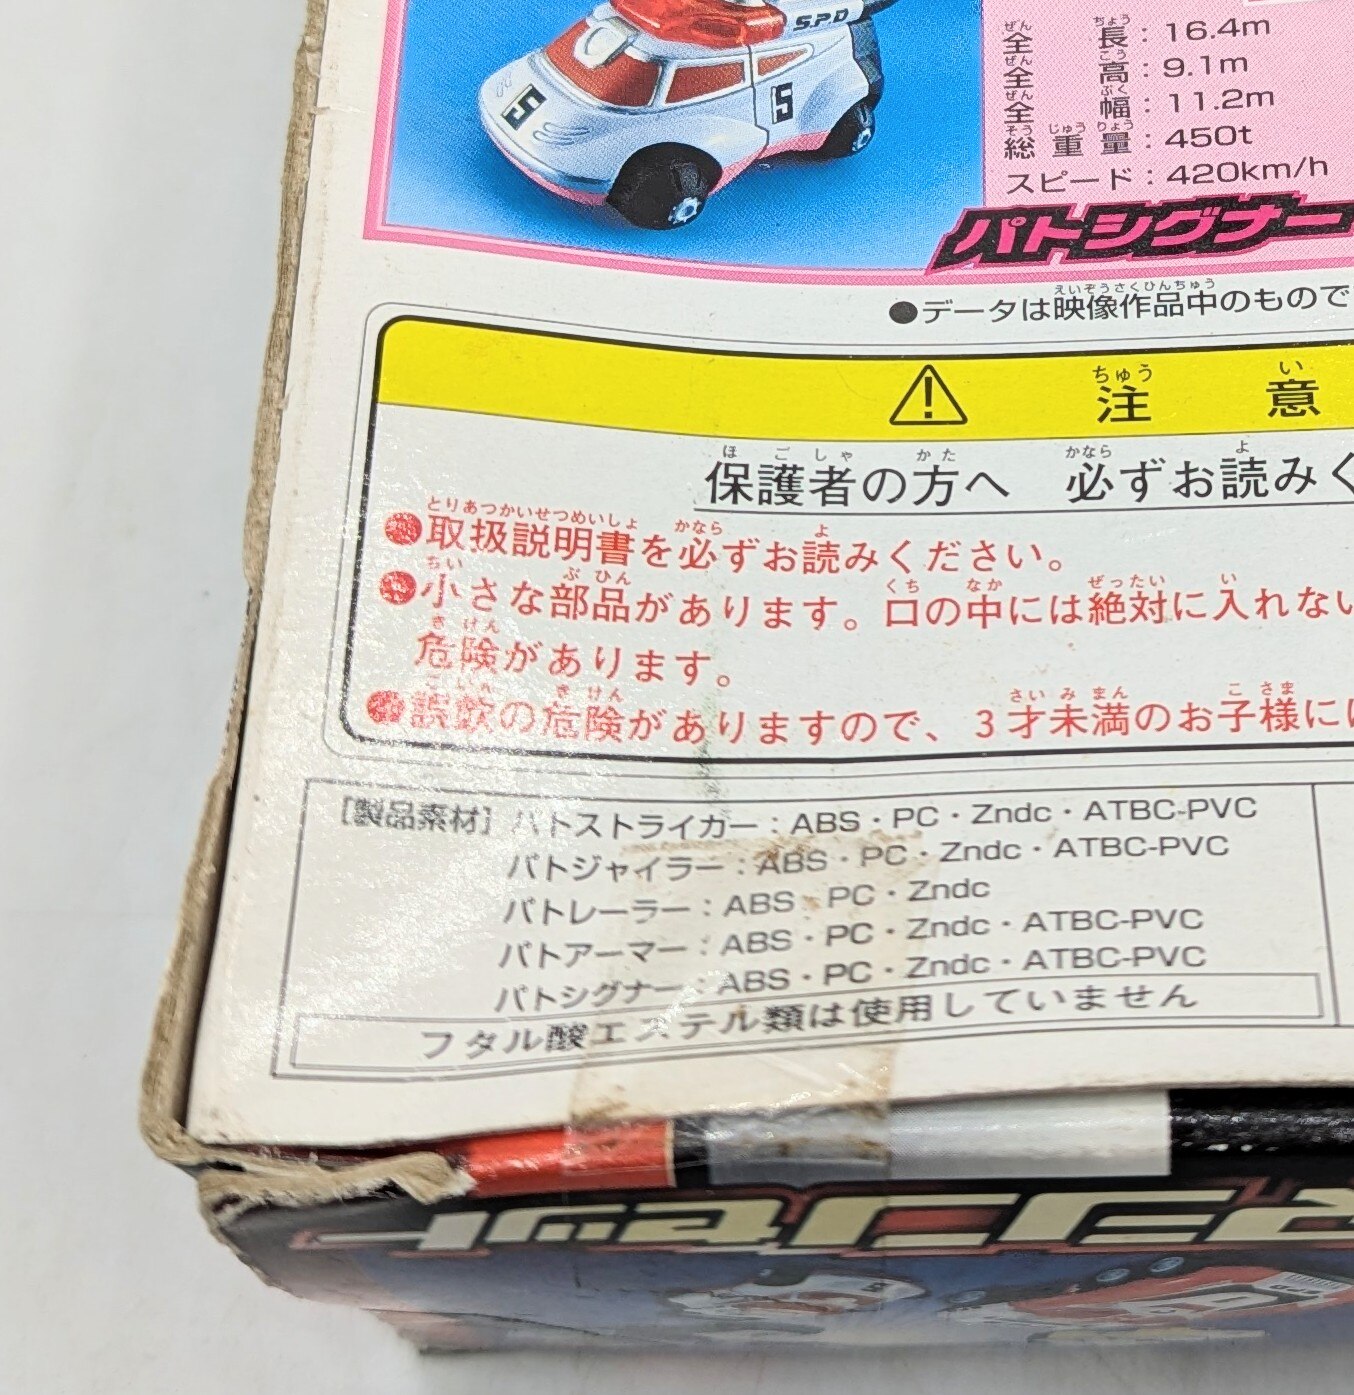 S.P.D
5
5
全長：16.4m
全高：9.1m
全幅：11.2m
総重量：450t
スピード：420km/h
パトシグナー
●データは映像作品中のもので
⚠ 注意
保護者の方へ 必ずお読みく
●取扱説明書を必ずお読みください。
●小さな部品があります。口の中には絶対に入れない
危険があります。
●誤飲の危険がありますので、3才未満のお子様には
[製品素材] パトストライカー：ABS・PC・Zndc・ATBC-PVC
パトジャイラー：ABS・PC・Zndc・ATBC-PVC
パトレーラー：ABS・PC・Zndc
パトアーマー：ABS・PC・Zndc・ATBC-PVC
パトシグナー：ABS・PC・Zndc・ATBC-PVC
フタル酸エステル類は使用していません